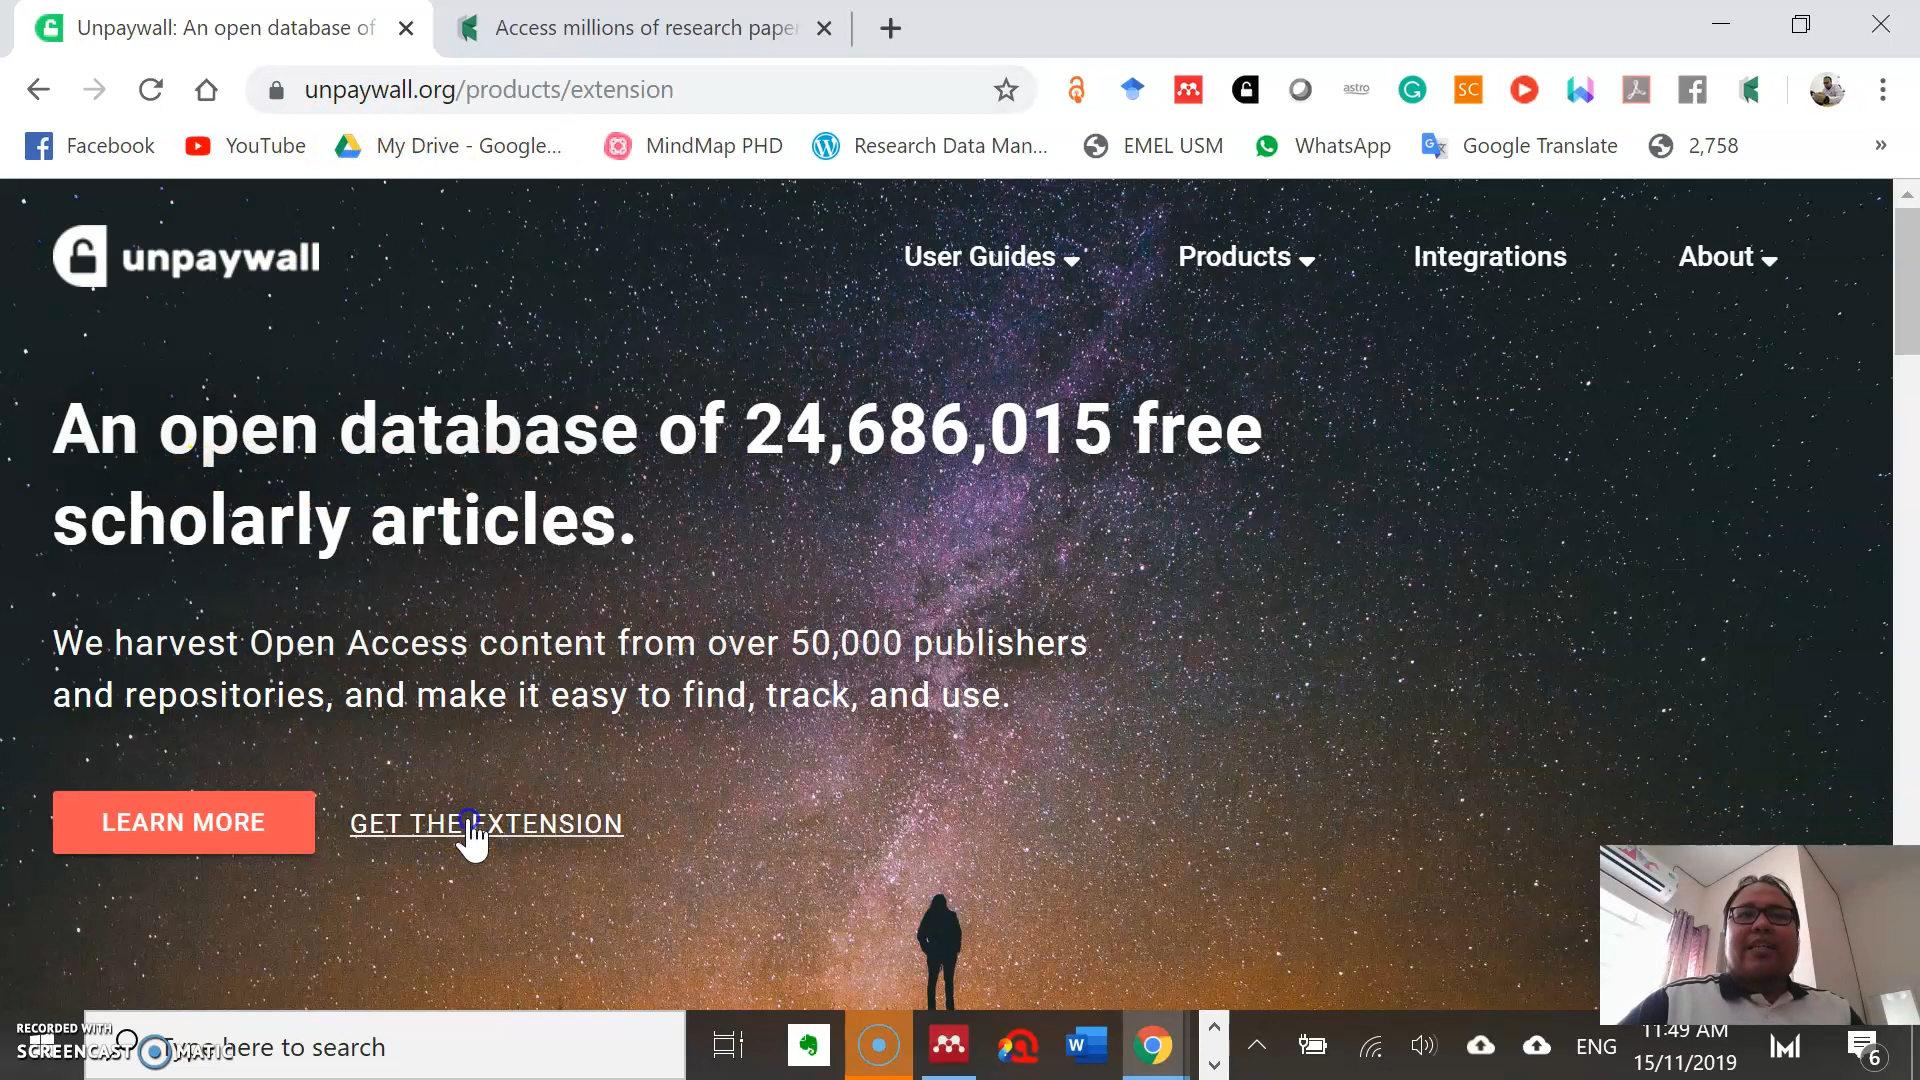 Unpaywall: An open database of
Access millions of research paper
unpaywall.org/products/extension
astro
SC
Facebook
YouTube
My Drive - Google...
MindMap PHD
Research Data Man...
EMEL USM
WhatsApp
Google Translate
2,758
unpaywall
User Guides
Products
Integrations
About
An open database of 24,686,015 free
scholarly articles.
We harvest Open Access content from over 50,000 publishers
and repositories, and make it easy to find, track, and use.
LEARN MORE
GET THE EXTENSION
RECORDED WITH
SCREENCAST MATIC
here to search
ENG
11:49 AM
15/11/2019
6